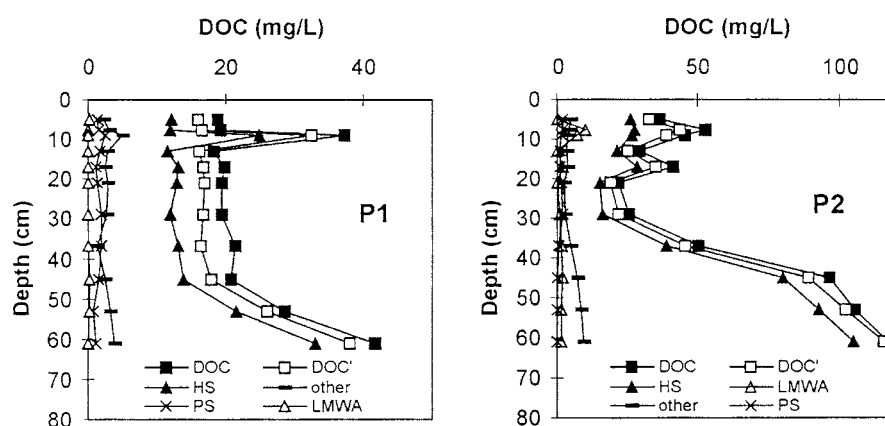 DOC (mg/L)
0 20 40
0
10
20
30
40
50
60
70
80
Depth (cm)
P1
DOC DOC'
HS other
PS LMWA
DOC (mg/L)
0 50 100
0
10
20
30
40
50
60
70
80
Depth (cm)
P2
DOC DOC'
HS LMWA
other PS